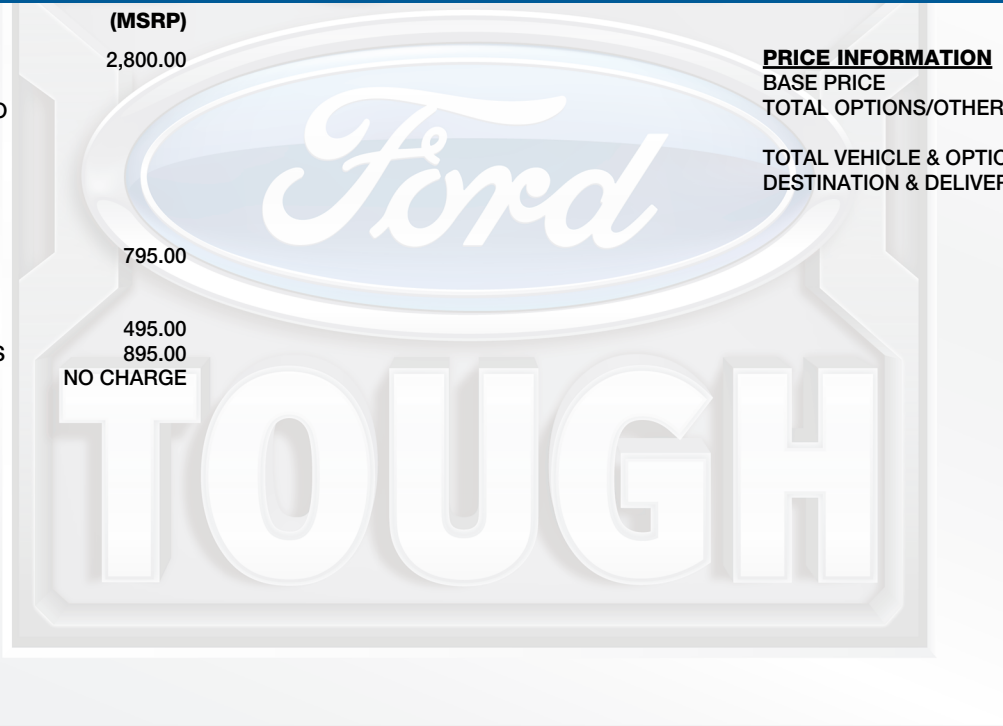 (MSRP)
2,800.00
795.00
495.00
S 895.00
NO CHARGE
PRICE INFORMATION
BASE PRICE
TOTAL OPTIONS/OTHER
TOTAL VEHICLE & OPTIO
DESTINATION & DELIVER
Ford
TOUGH